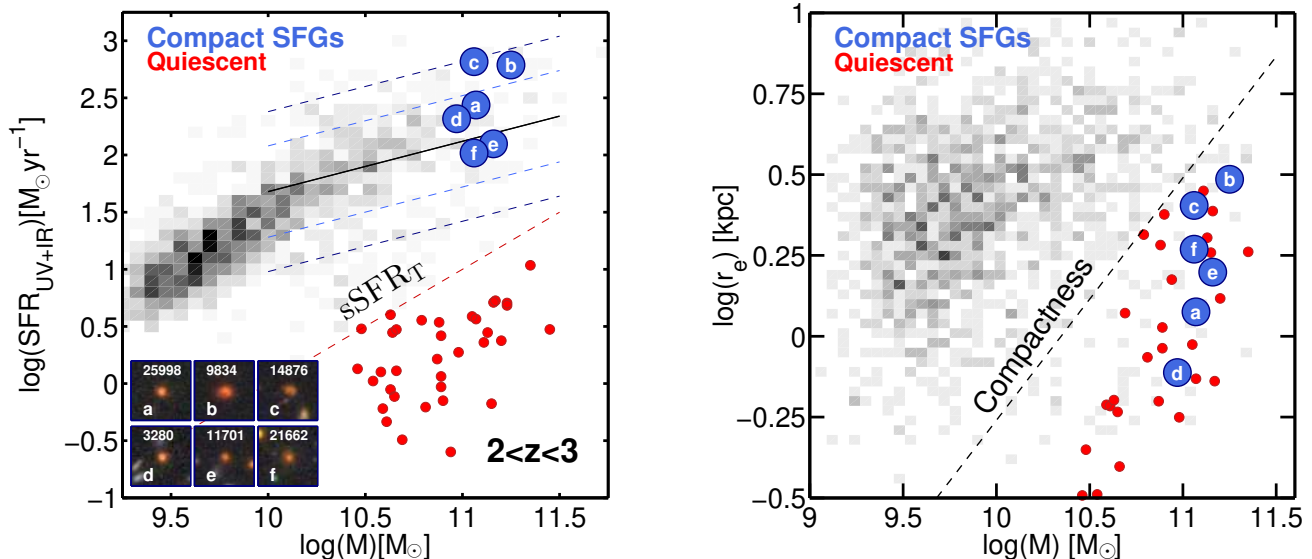 Compact SFGs
Quiescent
log(SFR_{UV+IR})[M_⊙yr^{−1}]
3
2.5
2
1.5
1
0.5
0
−0.5
−1
c
b
a
d
e
f
sSFR_T
25998
9834
14876
a
b
c
3280
11701
21662
d
e
f
2<z<3
9.5
10
10.5
11
11.5
log(M)[M_⊙]
Compact SFGs
Quiescent
log(r_e) [kpc]
1
0.75
0.5
0.25
0
−0.25
−0.5
b
c
f
e
a
d
Compactness
9
9.5
10
10.5
11
11.5
log(M) [M_⊙]